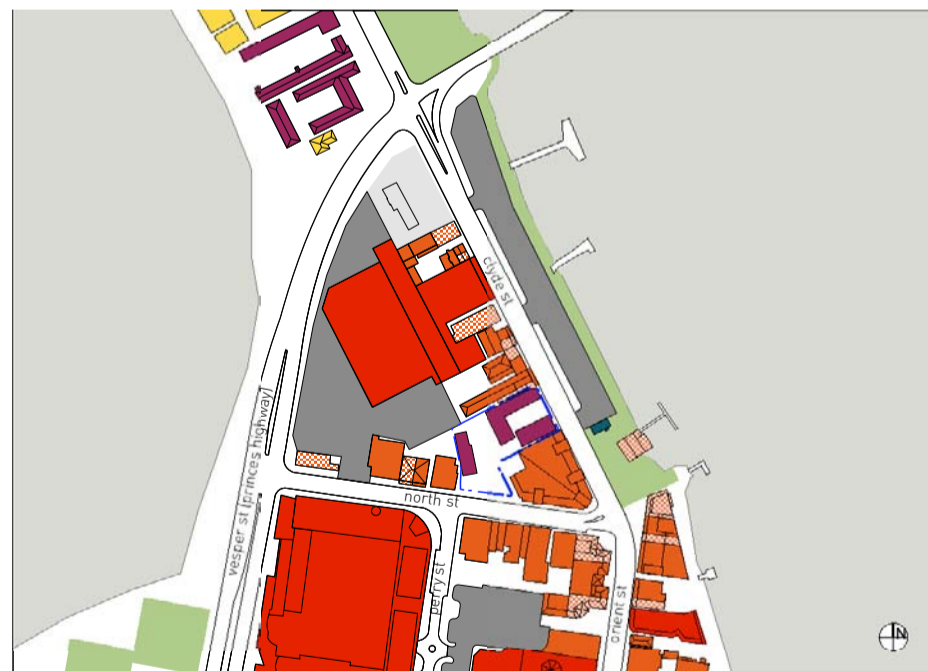 clyde st
vesper st [princes highway]
north st
perry st
orient st
N